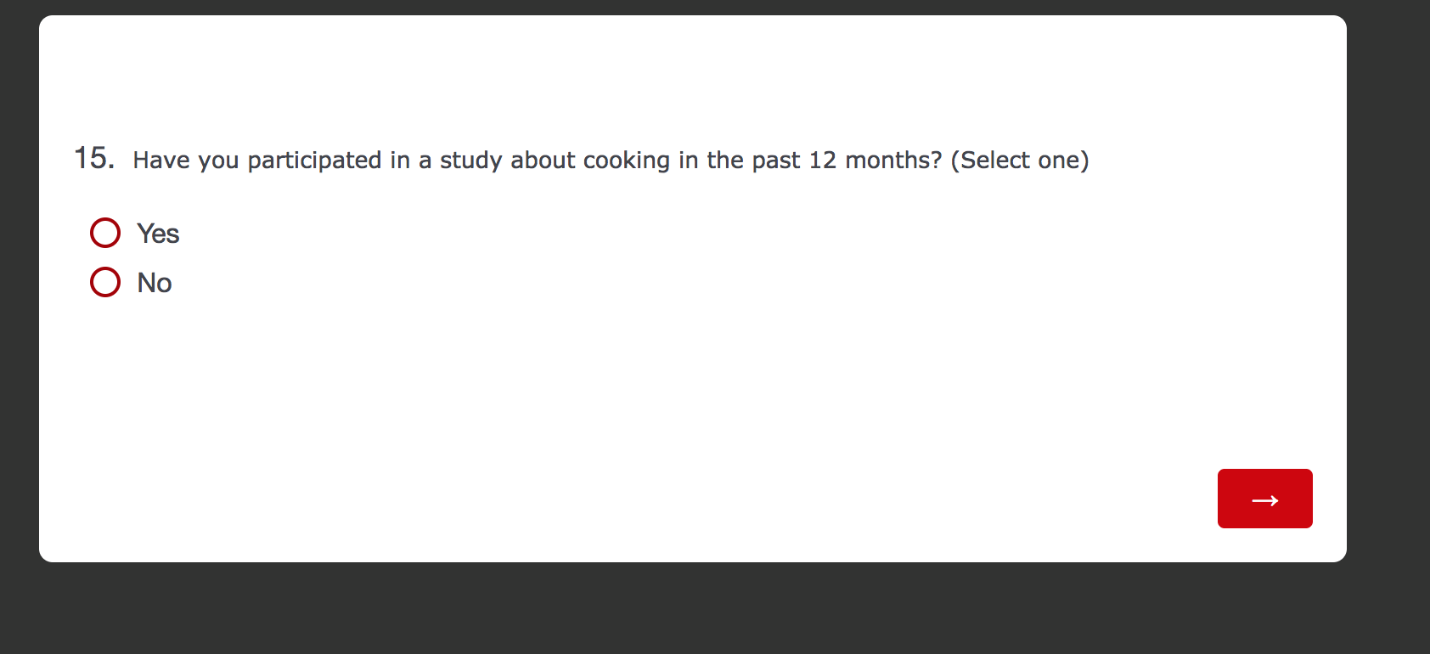 15. Have you participated in a study about cooking in the past 12 months? (Select one)
Yes
No
→